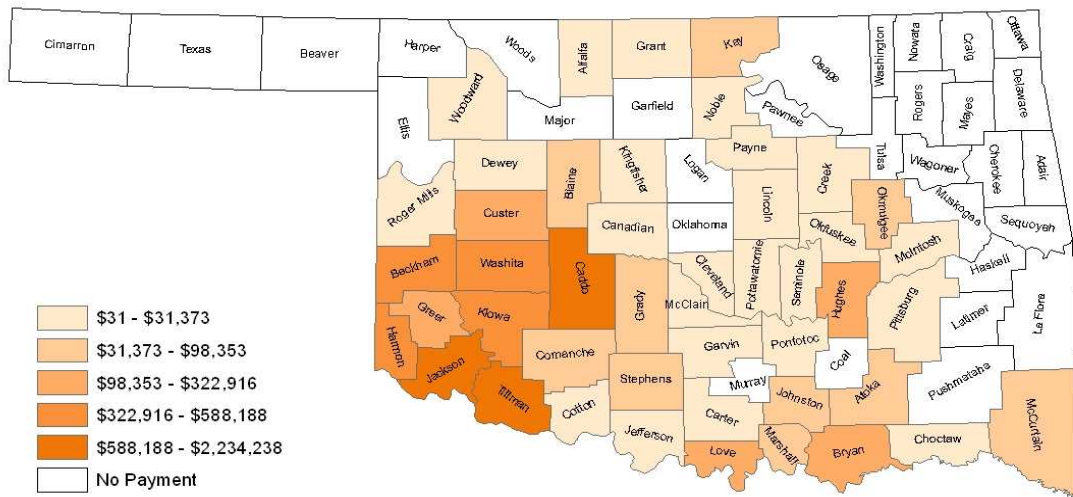 Cimarron
Texas
Beaver
Harper
Woods
Alfalfa
Grant
Kay
Osage
Washington
Nowata
Craig
Ottawa
Woodward
Ellis
Major
Garfield
Noble
Pawnee
Rogers
Mayes
Delaware
Dewey
Blaine
Kingfisher
Logan
Payne
Creek
Tulsa
Wagoner
Cherokee
Adair
Roger Mills
Custer
Canadian
Oklahoma
Lincoln
Okfuskee
Okmulgee
Muskogee
Sequoyah
Beckham
Washita
Caddo
Grady
McClain
Cleveland
Pottawatomie
Seminole
Hughes
McIntosh
Haskell
Pittsburg
Latimer
La Flora
Greer
Kiowa
Harmon
Jackson
Tillman
Comanche
Stephens
Garvin
Pontotoc
Coal
Murray
Johnston
Atoka
Pushmataha
McCurtain
Cotton
Jefferson
Carter
Love
Marshall
Bryan
Choctaw
$31 - $31,373
$31,373 - $98,353
$98,353 - $322,916
$322,916 - $588,188
$588,188 - $2,234,238
No Payment